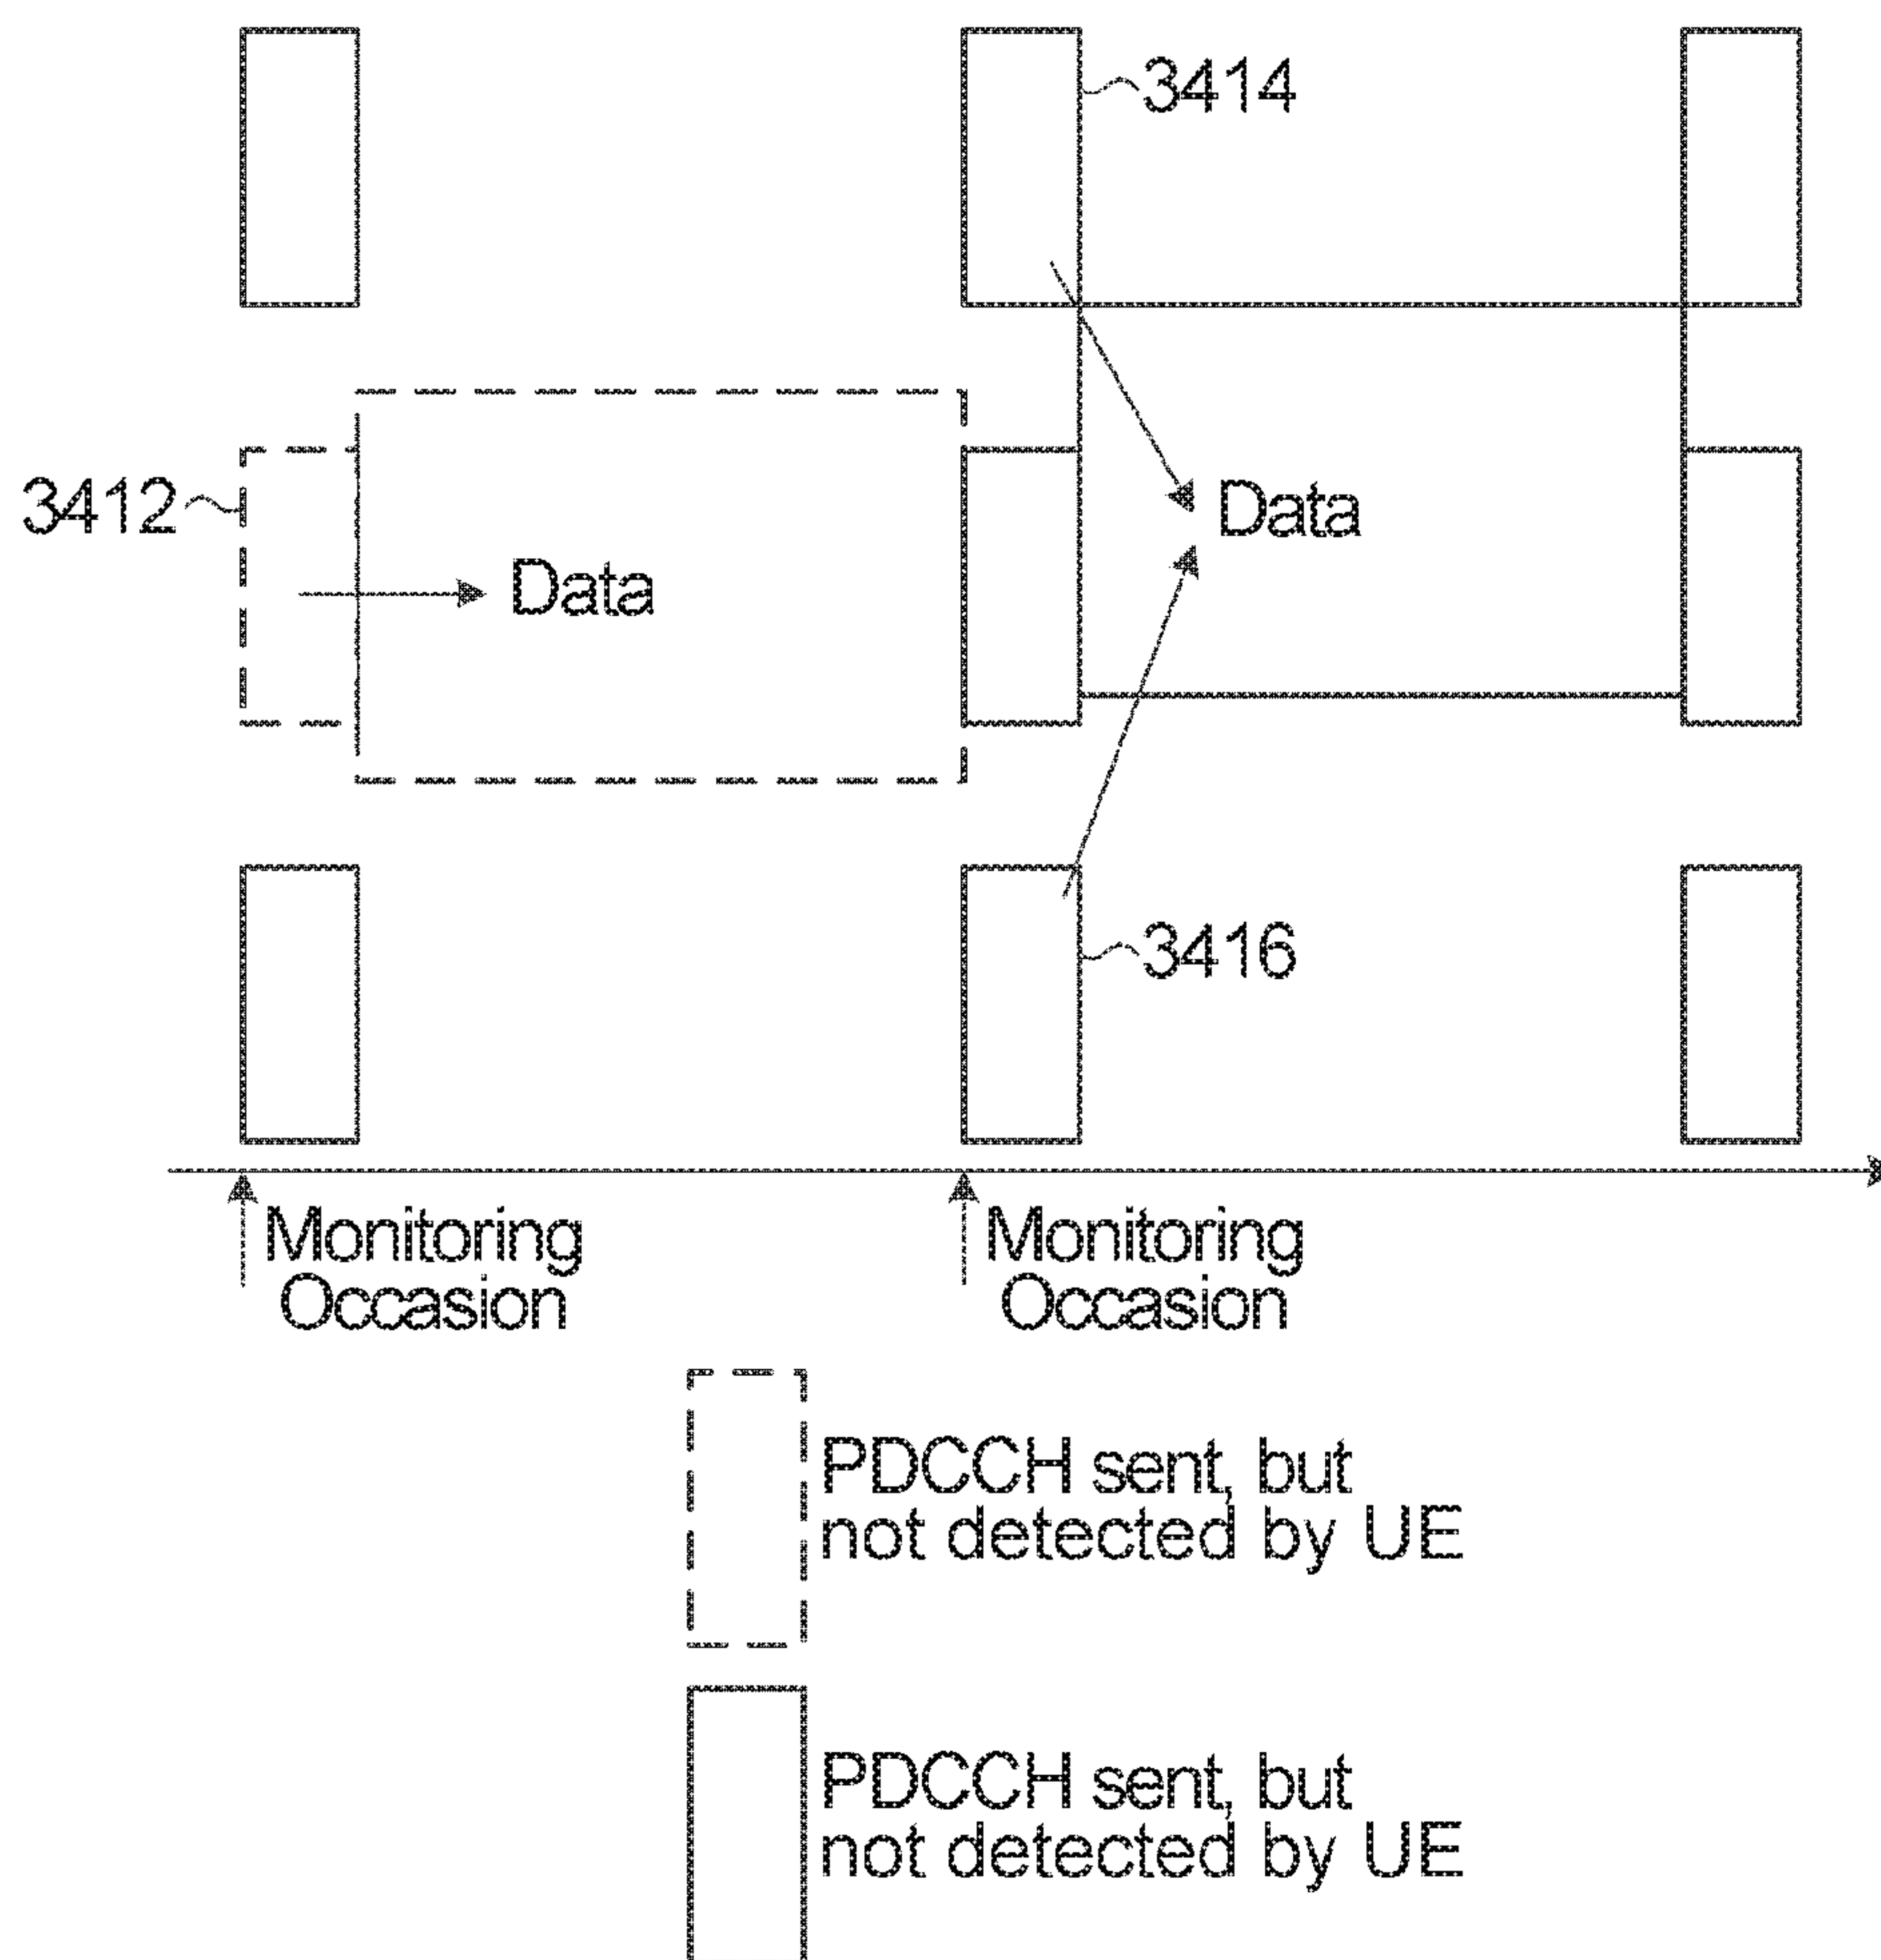 3414
3412
Data
Data
3416
Monitoring
Occasion
Monitoring
Occasion
PDCCH sent, but
not detected by UE
PDCCH sent, but
not detected by UE